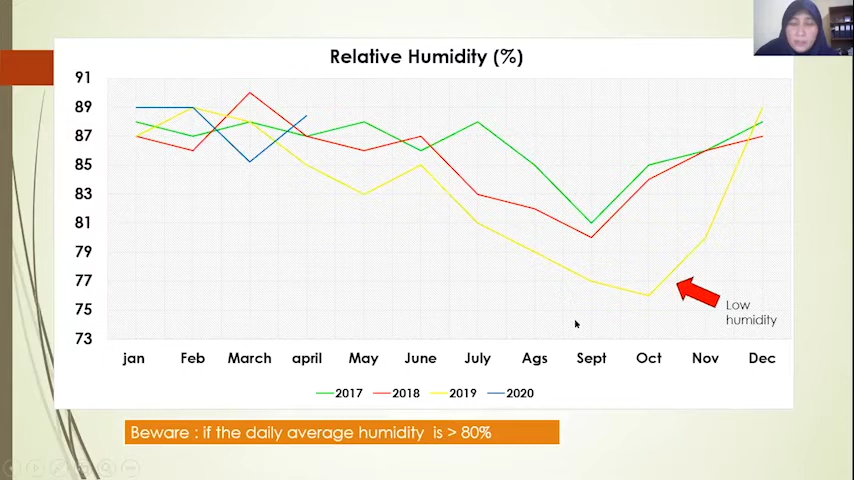 Relative Humidity (%)
91
89
87
85
83
81
79
77
75
73
jan Feb March april May June July Ags Sept Oct Nov Dec
2017 2018 2019 2020
Low
humidity
Beware : if the daily average humidity is > 80%